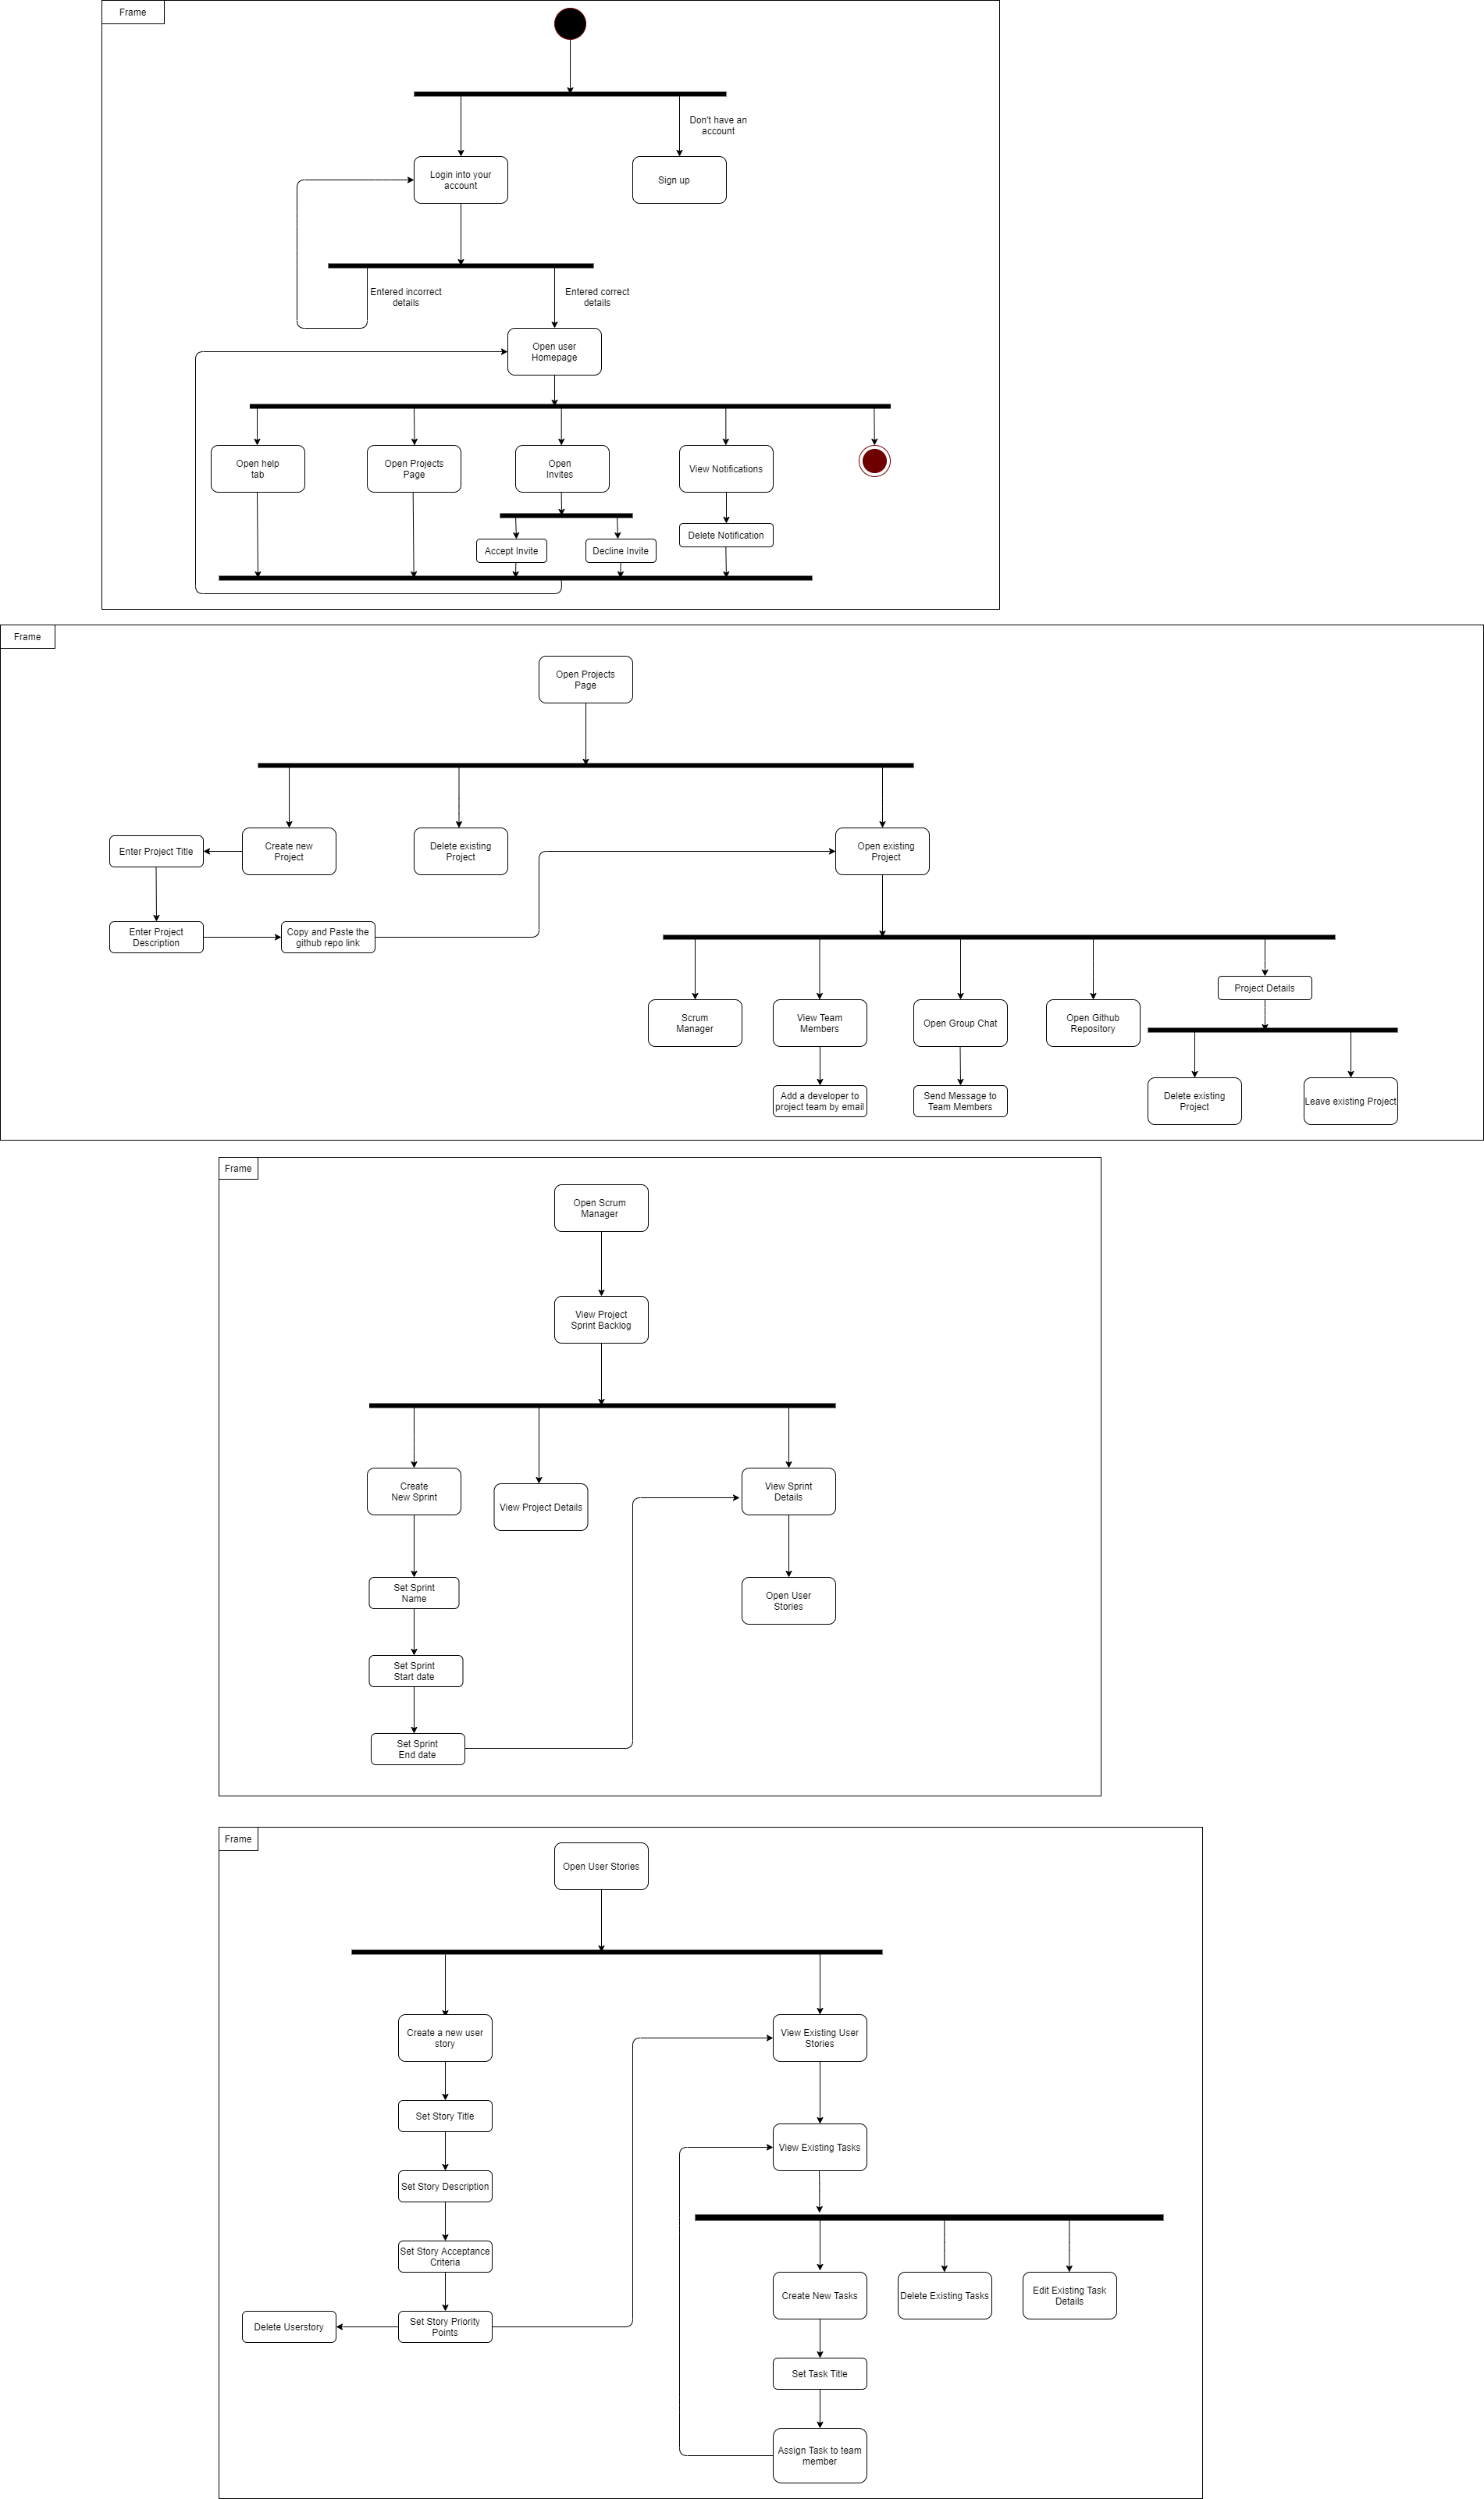 Frame
Don't have an
account
Login into your
account
Sign up
Entered incorrect
details
Entered correct
details
Open user
Homepage
Open help
tab
Open Projects
Page
Open
Invites
View Notifications
Accept Invite
Decline Invite
Delete Notification
Frame
Open Projects
Page
Create new
Project
Enter Project Title
Delete existing
Project
Open existing
Project
Enter Project
Description
Copy and Paste the
github repo link
Project Details
Scrum
Manager
View Team
Members
Open Group Chat
Open Github
Repository
Add a developer to
project team by email
Send Message to
Team Members
Delete existing
Project
Leave existing Project
Frame
Open Scrum
Manager
View Project
Sprint Backlog
Create
New Sprint
View Project Details
View Sprint
Details
Set Sprint
Name
Open User
Stories
Set Sprint
Start date
Set Sprint
End date
Frame
Open User Stories
Create a new user
story
View Existing User
Stories
Set Story Title
View Existing Tasks
Set Story Description
Set Story Acceptance
Criteria
Create New Tasks
Delete Existing Tasks
Edit Existing Task
Details
Delete Userstory
Set Story Priority
Points
Set Task Title
Assign Task to team
member